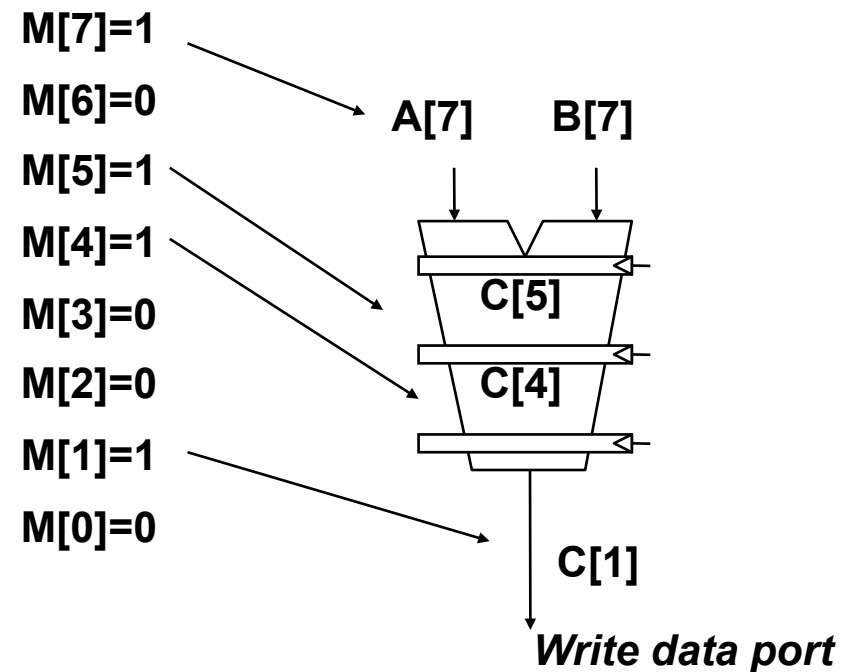 M[7]=1
M[6]=0
A[7] B[7]
M[5]=1
M[4]=1
C[5]
M[3]=0
M[2]=0
C[4]
M[1]=1
M[0]=0
C[1]
Write data port